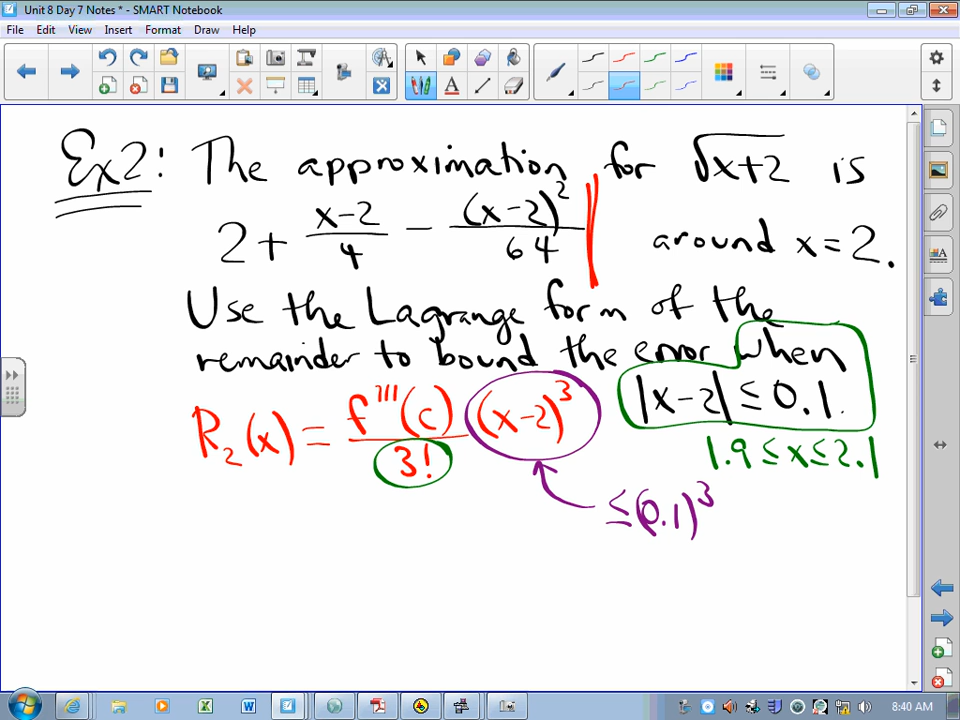 Unit 8 Day 7 Notes * - SMART Notebook
File Edit View Insert Format Draw Help
Ex2: The approximation for √x+2 is
2 + x-2/4 - (x-2)²/64 around x=2.
Use the Lagrange form of the
remainder to bound the error when
|x-2| ≤ 0.1.
R₂(x) = f'''(c)/3! (x-2)³
1.9 ≤ x ≤ 2.1
≤ (0.1)³
8:40 AM